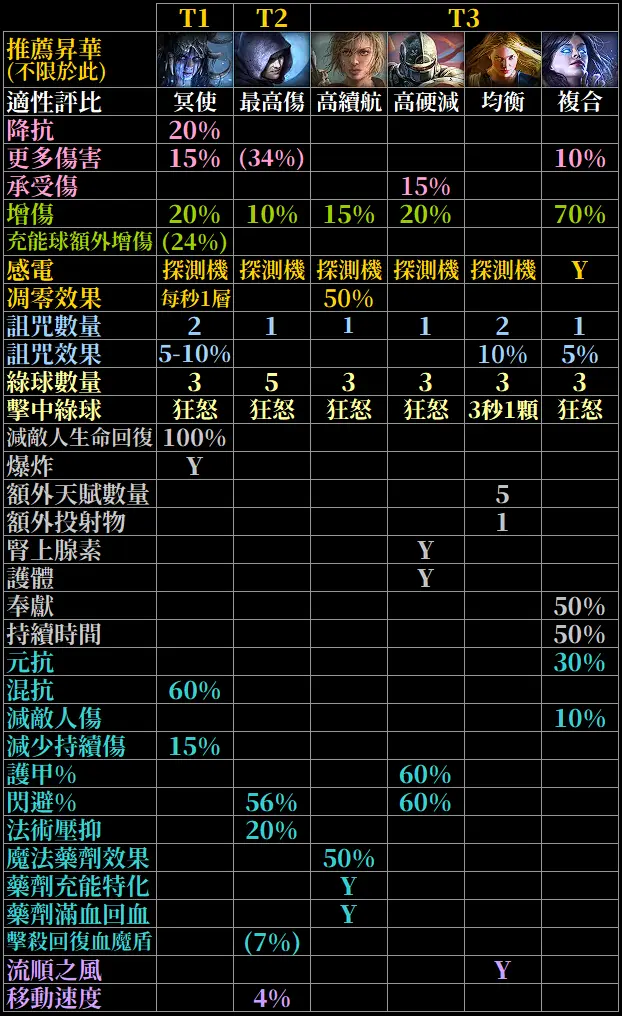 T1 T2 T3
推薦昇華
(不限於此)
適性評比 冥使 最高傷 高續航 高硬減 均衡 複合
降抗 20%
更多傷害 15% (34%) 10%
承受傷 15%
增傷 20% 10% 15% 20% 70%
充能球額外增傷 (24%)
感電 探測機 探測機 探測機 探測機 探測機 Y
凋零效果 每秒1層 50%
詛咒數量 2 1 1 1 2 1
詛咒效果 5-10% 10% 5%
綠球數量 3 5 3 3 3 3
擊中綠球 狂怒 狂怒 狂怒 狂怒 3秒1顆 狂怒
減敵人生命回復 100%
爆炸 Y
額外天賦數量 5
額外投射物 1
腎上腺素 Y
護體 Y
奉獻 50%
持續時間 50%
元抗 30%
混抗 60%
減敵人傷 10%
減少持續傷 15%
護甲% 60%
閃避% 56% 60%
法術壓抑 20%
魔法藥劑效果 50%
藥劑充能特化 Y
藥劑滿血回血 Y
擊殺回復血魔盾 (7%)
流順之風 Y
移動速度 4%